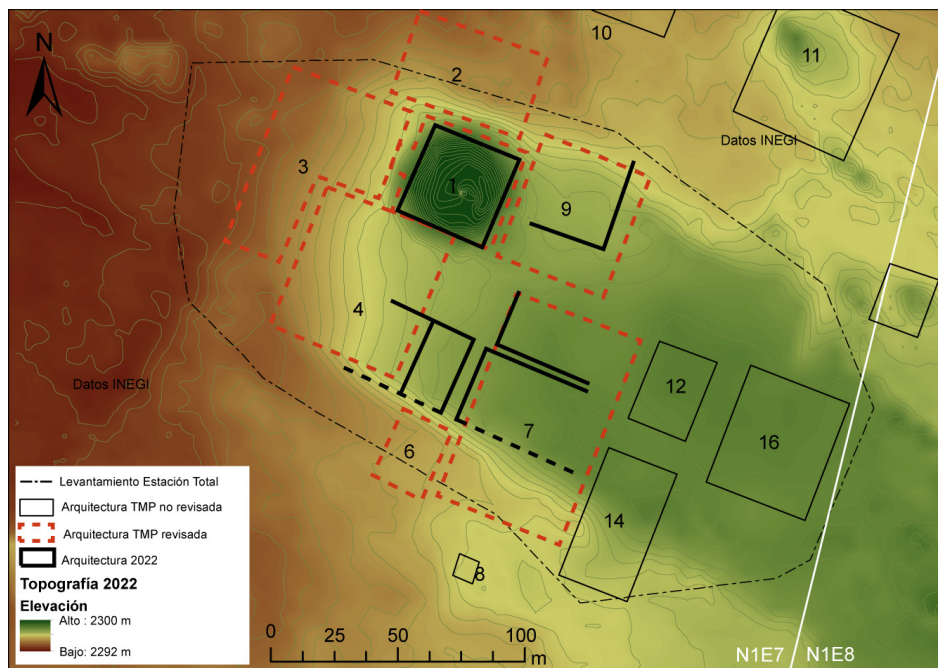 N
10
11
2
Datos INEGI
3
1
9
4
Datos INEGI
12
7
16
6
14
8
Levantamiento Estación Total
Arquitectura TMP no revisada
Arquitectura TMP revisada
Arquitectura 2022
Topografía 2022
Elevación
Alto : 2300 m
Bajo: 2292 m
0 50 100
m
N1E7 N1E8